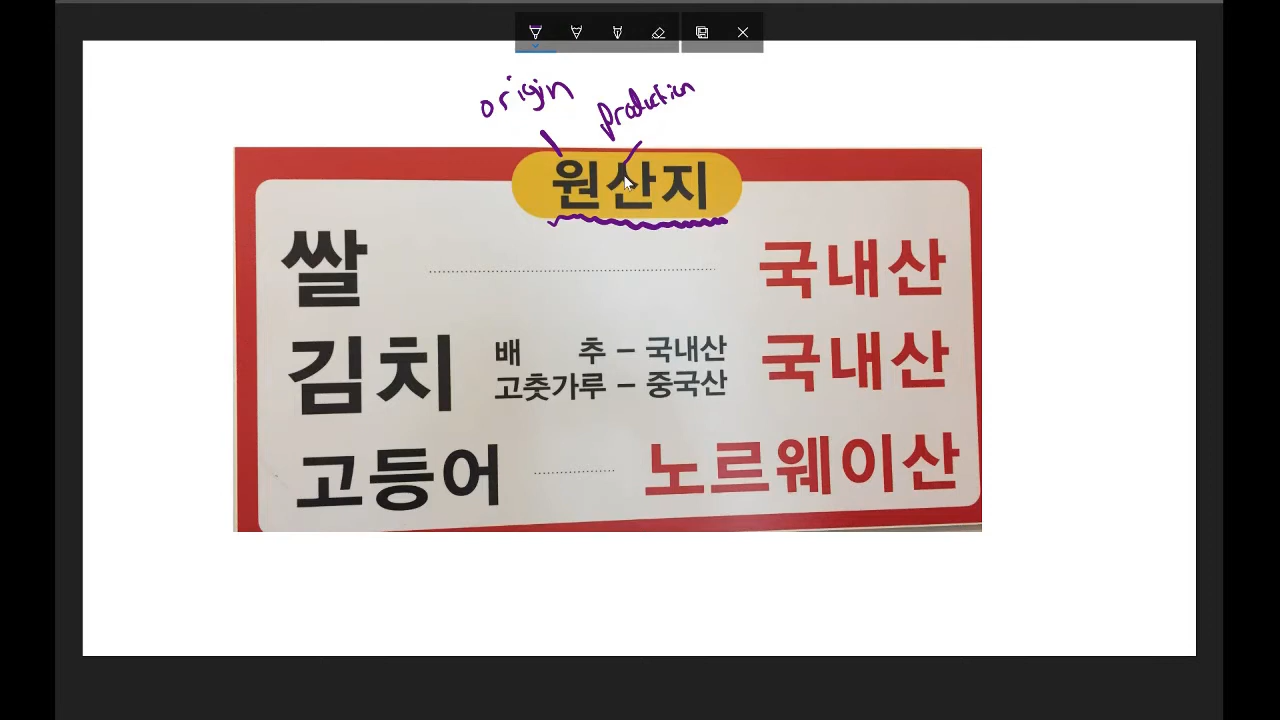 origin production
원산지
쌀 국내산
김치 배 추 - 국내산 국내산
고춧가루 - 중국산
고등어 노르웨이산